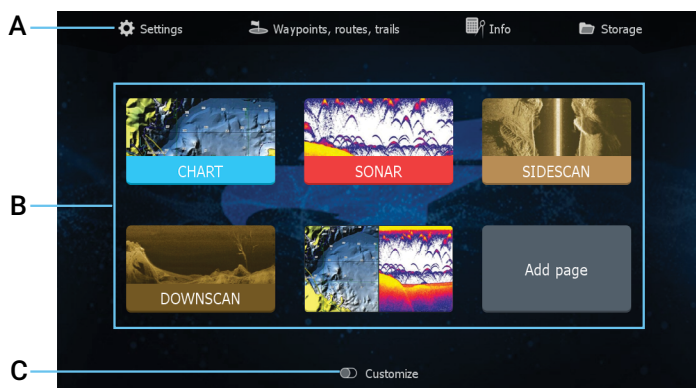 A
Settings
Waypoints, routes, trails
Info
Storage
B
CHART
SONAR
SIDESCAN
DOWNSCAN
Add page
C
Customize